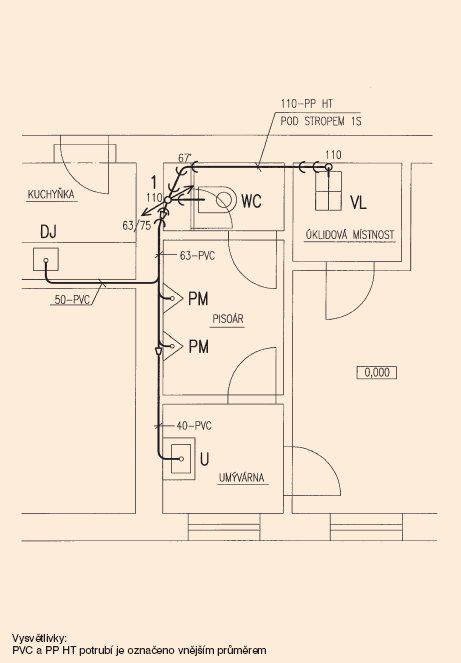 110-PP HT
POD STROPEM 1S
67°
110
1
110
WC
VL
KUCHYŇKA
63/75
DJ
ÚKLIDOVÁ MÍSTNOST
63-PVC
50-PVC
PM
PISOÁR
PM
0,000
40-PVC
U
UMÝVÁRNA
Vysvětlivky:
PVC a PP HT potrubí je označeno vnějším průměrem